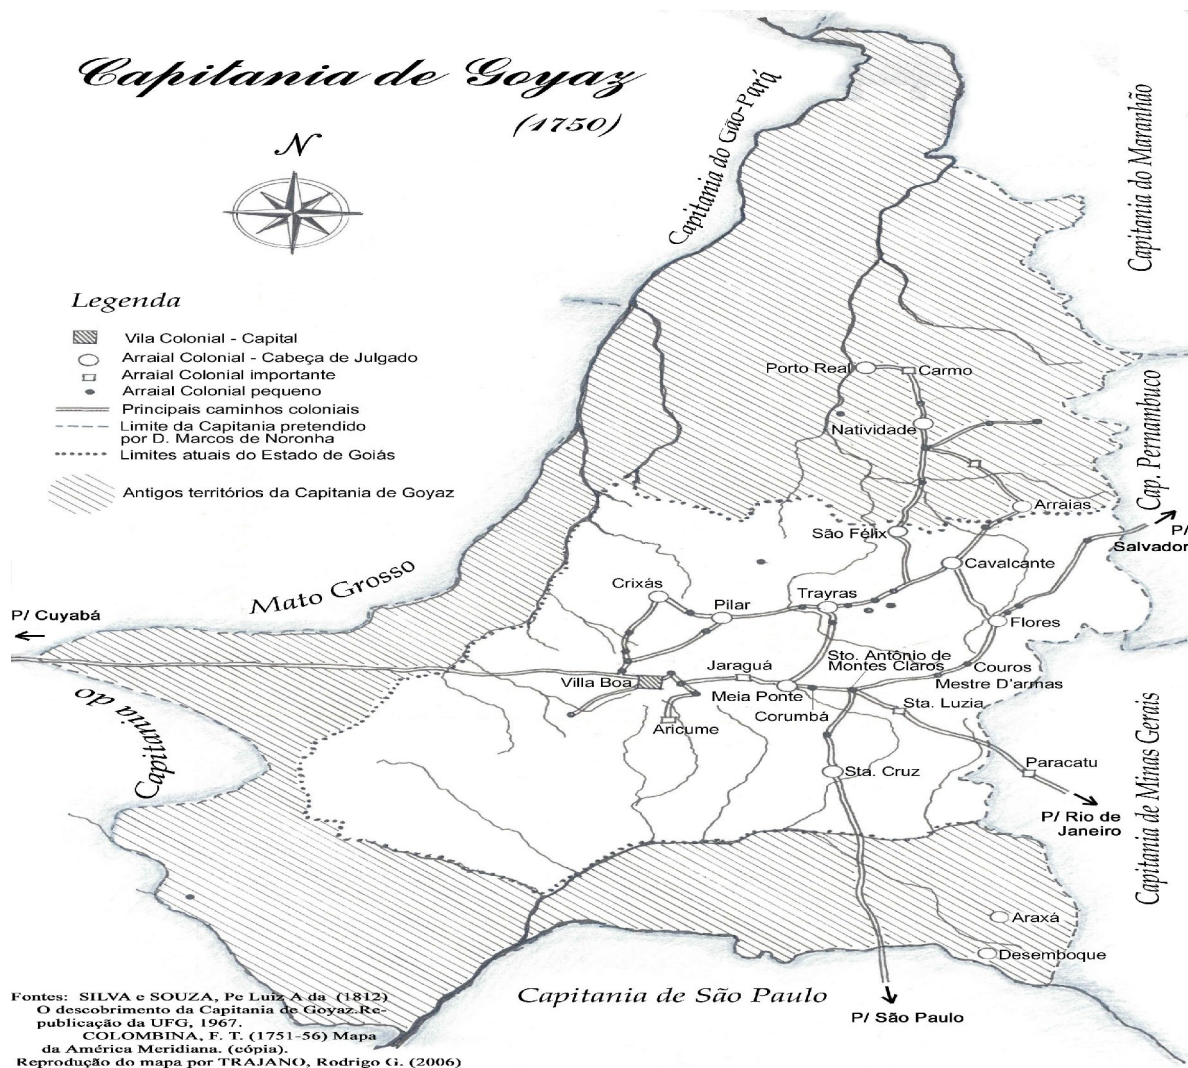 Capitania de Goyaz
(1750)
N
Capitania do Gão-Pará
Capitania do Maranhão
Legenda
Vila Colonial - Capital
Arraial Colonial - Cabeça de Julgado
Arraial Colonial importante
Arraial Colonial pequeno
Principais caminhos coloniais
Limite da Capitania pretendido
por D. Marcos de Noronha
Limites atuais do Estado de Goiás
Antigos territórios da Capitania de Goyaz
Porto Real
Carmo
Natividade
Cap. Pernambuco
Arraias
São Félix
P/
Salvador
Cavalcante
Mato Grosso
Crixás
Pilar
Trayras
Flores
P/ Cuyabá
Sto. Antônio de
Montes Claros
Jaraguá
Couros
Villa Boa
Meia Ponte
Mestre D'armas
Corumbá
Sta. Luzia
Aricume
Capitania do
Sta. Cruz
Paracatu
P/ Rio de
Janeiro
Capitania de Minas Gerais
Araxá
Desemboque
Capitania de São Paulo
P/ São Paulo
Fontes: SILVA e SOUZA, Pe Luiz A da (1812)
O descobrimento da Capitania de Goyaz.Re-
publicação da UFG, 1967.
COLOMBINA, F. T. (1751-56) Mapa
da América Meridiana. (cópia).
Reprodução do mapa por TRAJANO, Rodrigo G. (2006)